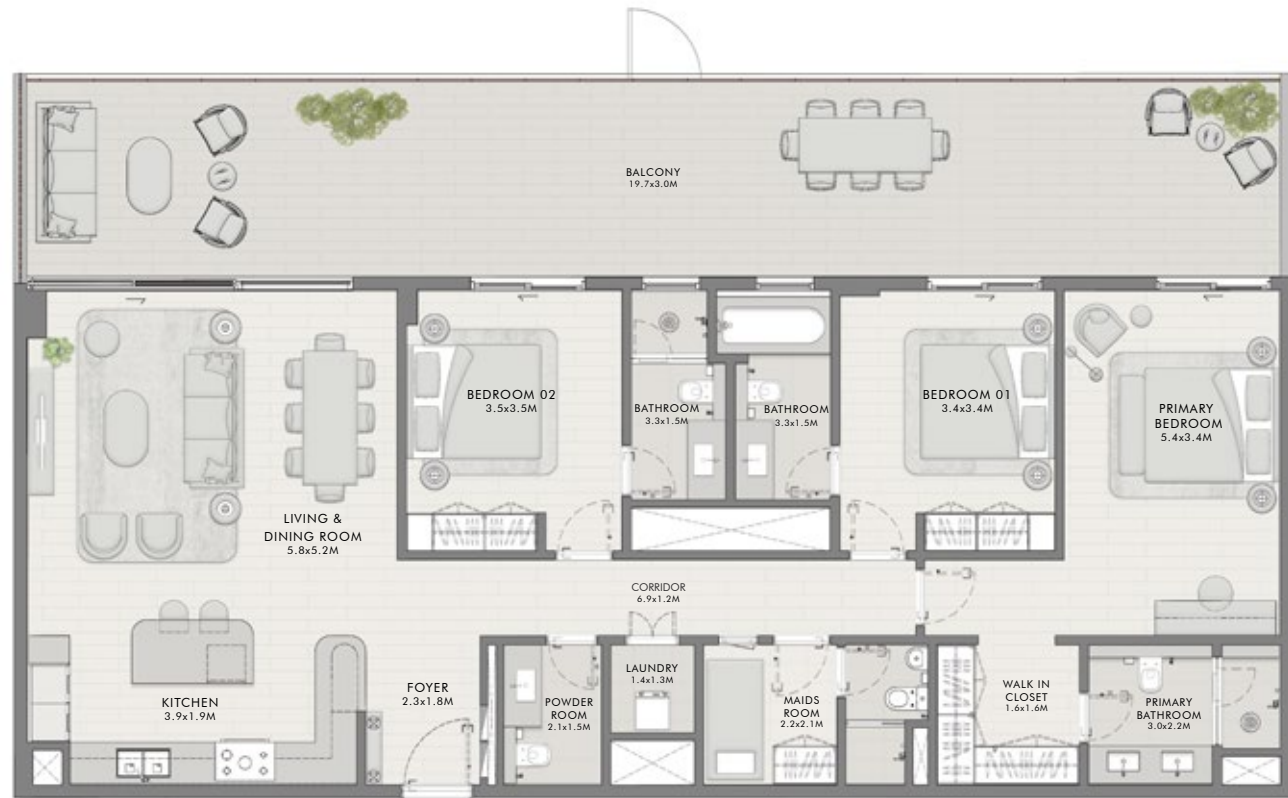 BALCONY
19.7x3.0M
BEDROOM 02
3.5x3.5M
BATHROOM
3.3x1.5M
BATHROOM
3.3x1.5M
BEDROOM 01
3.4x3.4M
PRIMARY
BEDROOM
5.4x3.4M
LIVING &
DINING ROOM
5.8x5.2M
CORRIDOR
6.9x1.2M
KITCHEN
3.9x1.9M
FOYER
2.3x1.8M
POWDER
ROOM
2.1x1.5M
LAUNDRY
1.4x1.3M
MAIDS
ROOM
2.2x2.1M
WALK IN
CLOSET
1.6x1.6M
PRIMARY
BATHROOM
3.0x2.2M